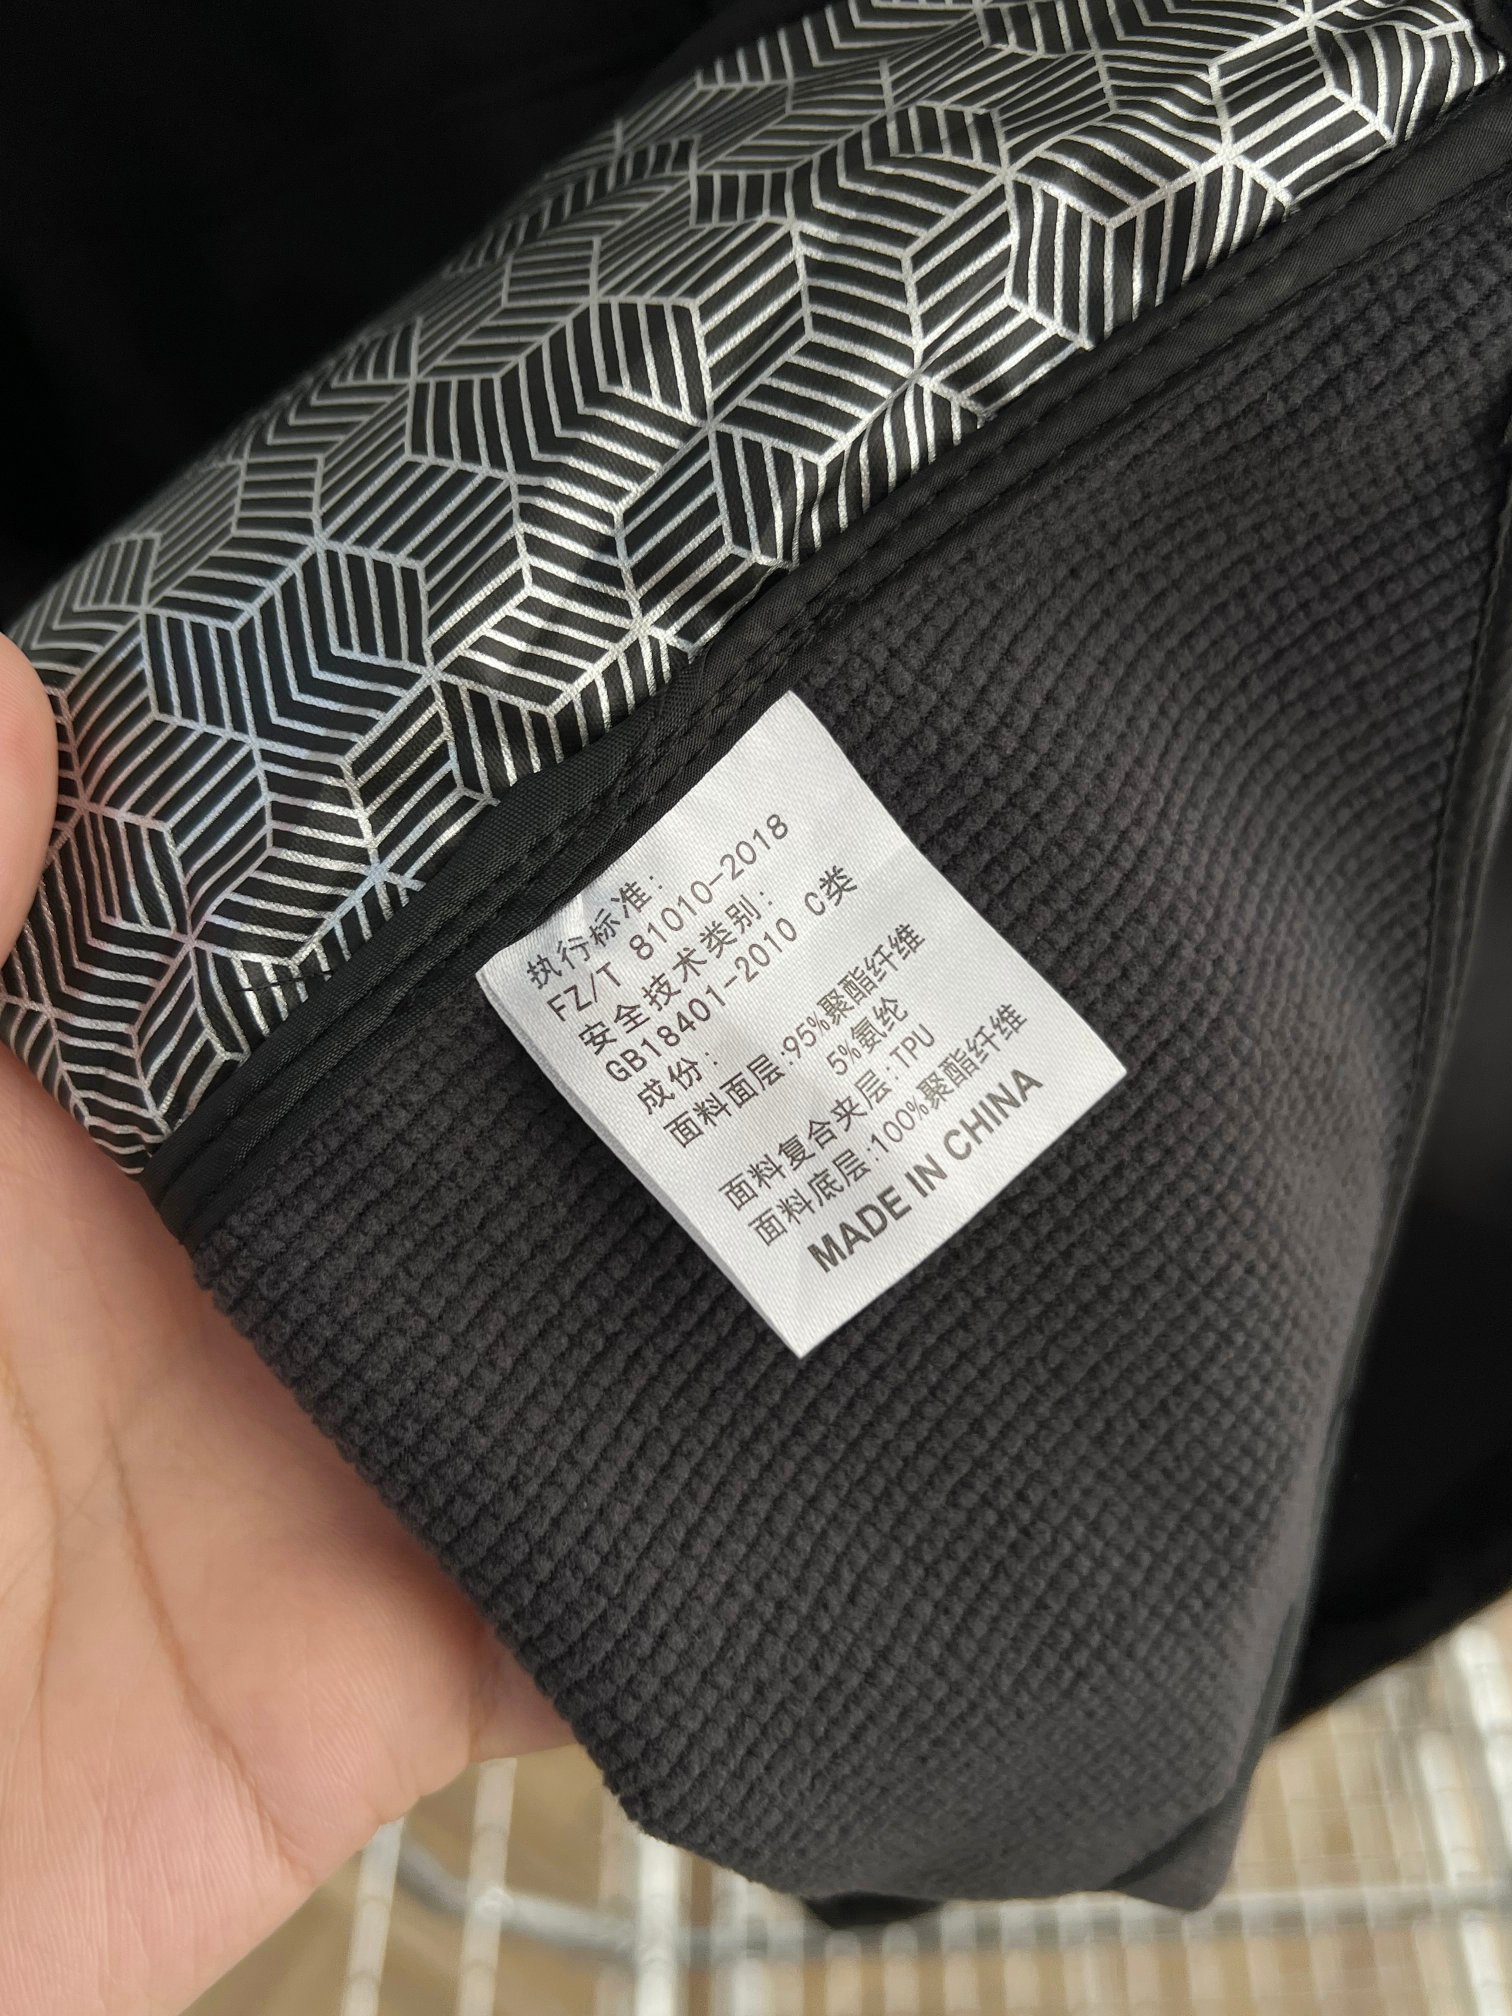 执行标准：
FZ/T 81010-2018
安全技术类别：
GB18401-2010 C类
成份：
面料面层:95%聚酯纤维
5%氨纶
面料复合夹层:TPU
面料底层:100%聚酯纤维
MADE IN CHINA